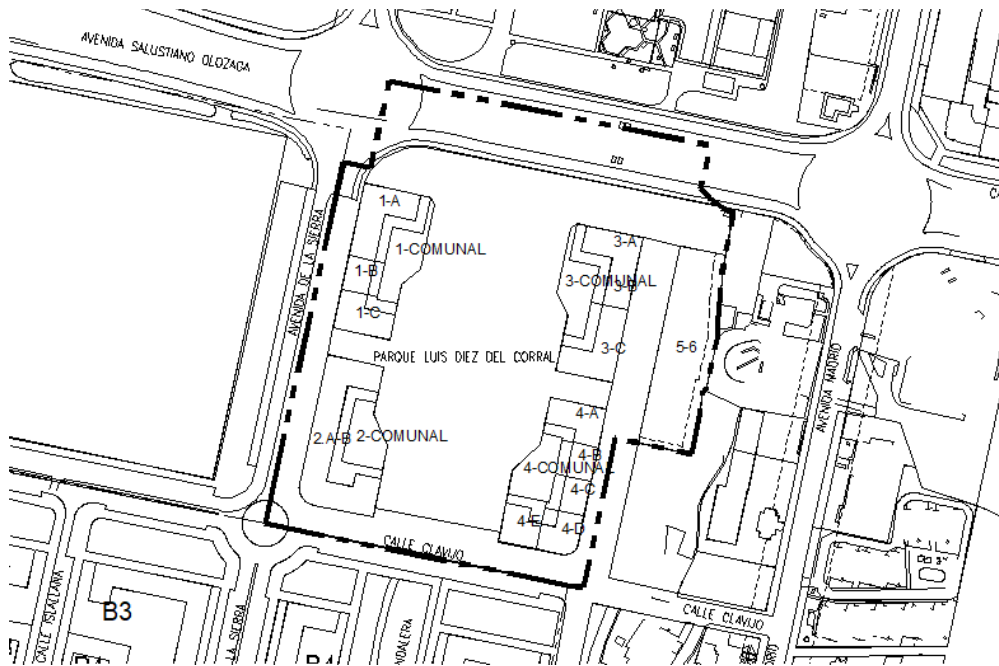 AVENIDA SALUSTIANO OLOZAGA
AVENIDA DE LA SIERRA
1-A
1-COMUNAL
1-B
1-C
3-A
3-COMUNAL
3-B
3-C
5-6
PARQUE LUIS DIEZ DEL CORRAL
AVENIDA MADRID
2.A-B
2-COMUNAL
4-A
4-B
4-COMUNAL
4-C
4-E
4-D
CALLE CLAVIJO
CALLE CLAVIJO
CALLE ISLALLANA
B3
LA SIERRA